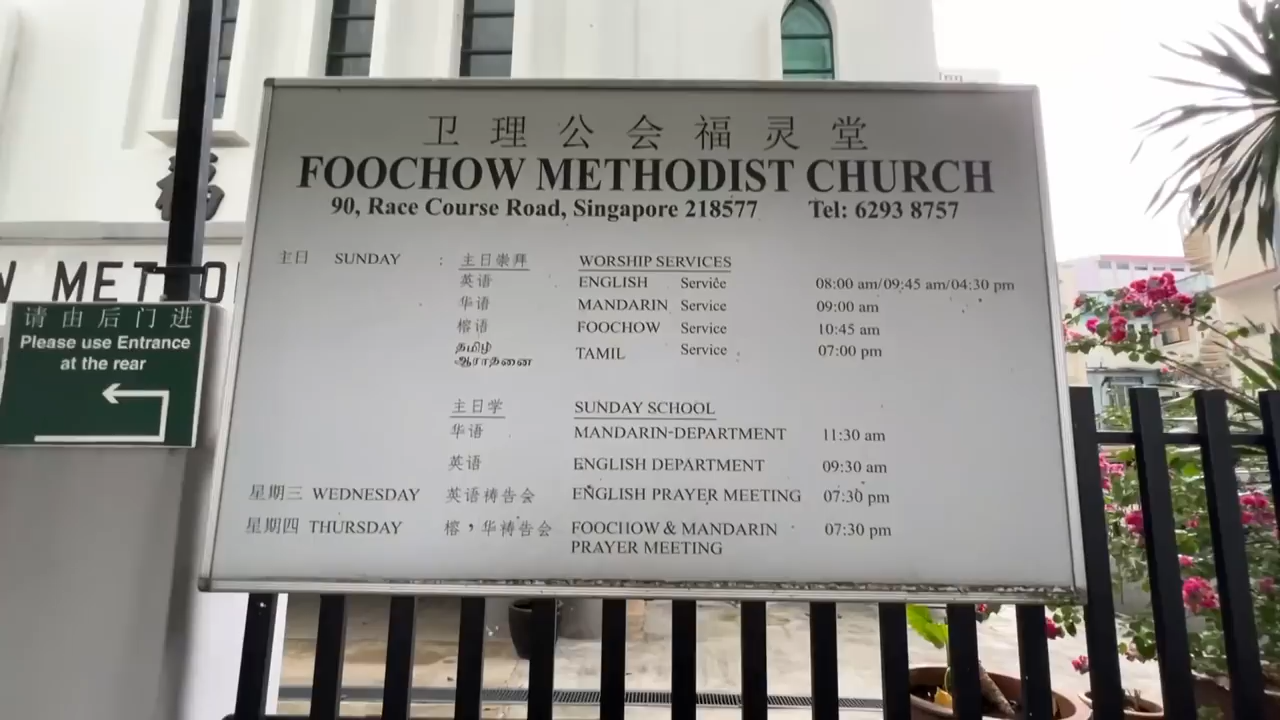 卫理公会福灵堂
FOOCHOW METHODIST CHURCH
90, Race Course Road, Singapore 218577 Tel: 6293 8757
主日 SUNDAY : 主日崇拜 WORSHIP SERVICES
英语 ENGLISH Service 08:00 am/09:45 am/04:30 pm
华语 MANDARIN Service 09:00 am
榕语 FOOCHOW Service 10:45 am
தமிழ் ஆராதனை TAMIL Service 07:00 pm
主日学 SUNDAY SCHOOL
华语 MANDARIN-DEPARTMENT 11:30 am
英语 ENGLISH DEPARTMENT 09:30 am
星期三 WEDNESDAY 英语祷告会 ENGLISH PRAYER MEETING 07:30 pm
星期四 THURSDAY 榕，华祷告会 FOOCHOW & MANDARIN 07:30 pm
PRAYER MEETING
福
W METHO
请由后门进
Please use Entrance
at the rear